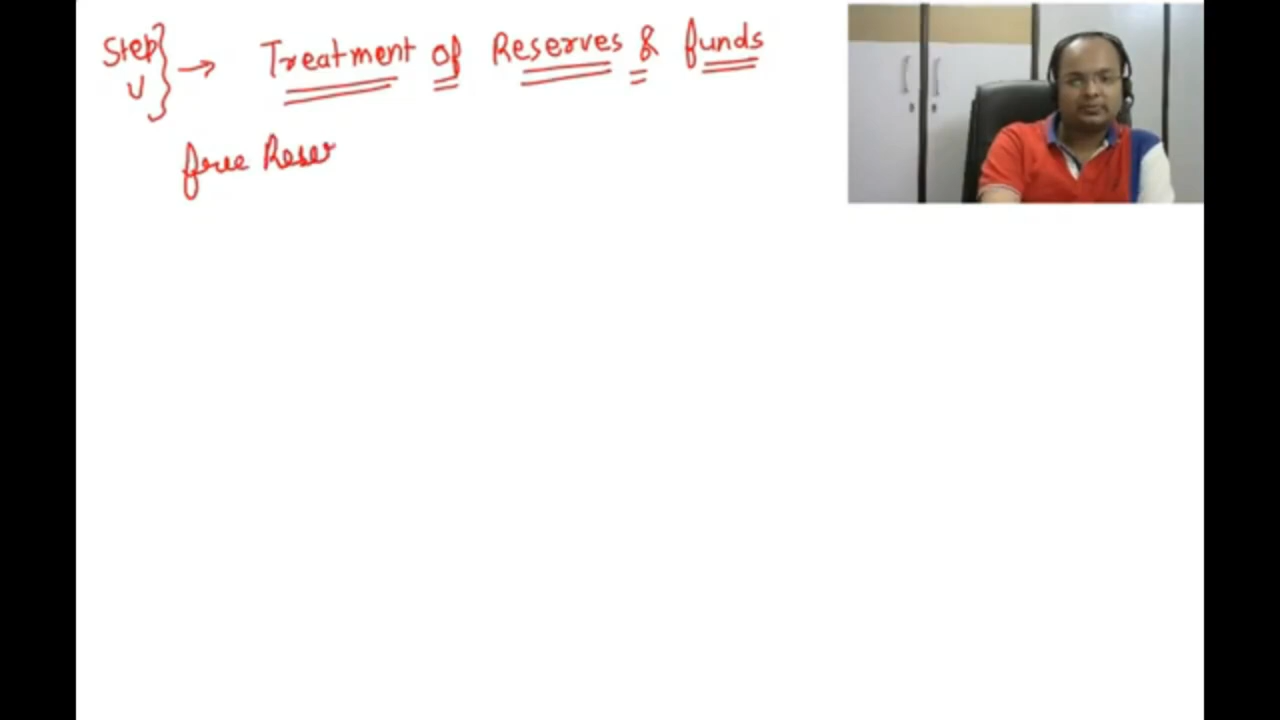 Step → Treatment of Reserves & funds
V
free Reser